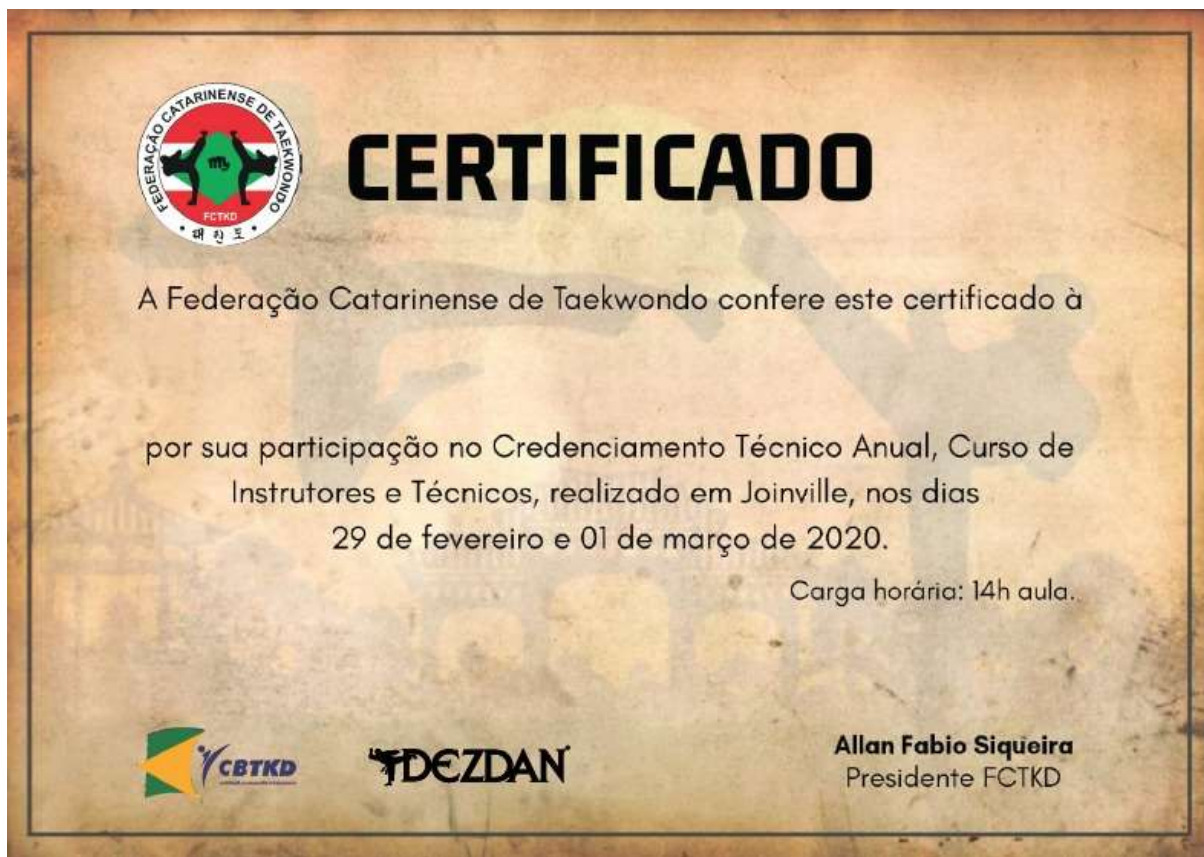 FEDERAÇÃO CATARINENSE DE TAEKWONDO
FCTKD
CERTIFICADO
A Federação Catarinense de Taekwondo confere este certificado à
por sua participação no Credenciamento Técnico Anual, Curso de
Instrutores e Técnicos, realizado em Joinville, nos dias
29 de fevereiro e 01 de março de 2020.
Carga horária: 14h aula.
CBTKD
DEZDAN
Allan Fabio Siqueira
Presidente FCTKD